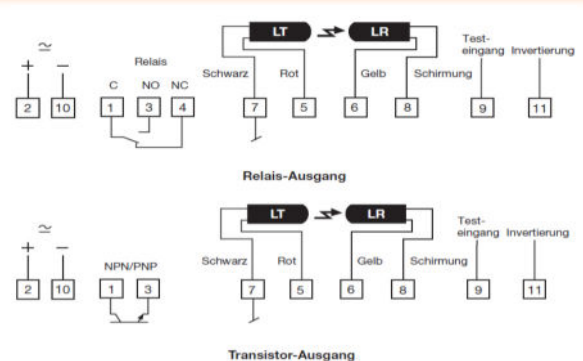 LT LR
Test-
eingang Invertierung
≃
+ − Relais Schwarz Rot Gelb Schirmung
C NO NC
2 10 1 3 4 7 5 6 8 9 11
Relais-Ausgang
LT LR
Test-
eingang Invertierung
≃
+ − NPN/PNP Schwarz Rot Gelb Schirmung
2 10 1 3 7 5 6 8 9 11
Transistor-Ausgang